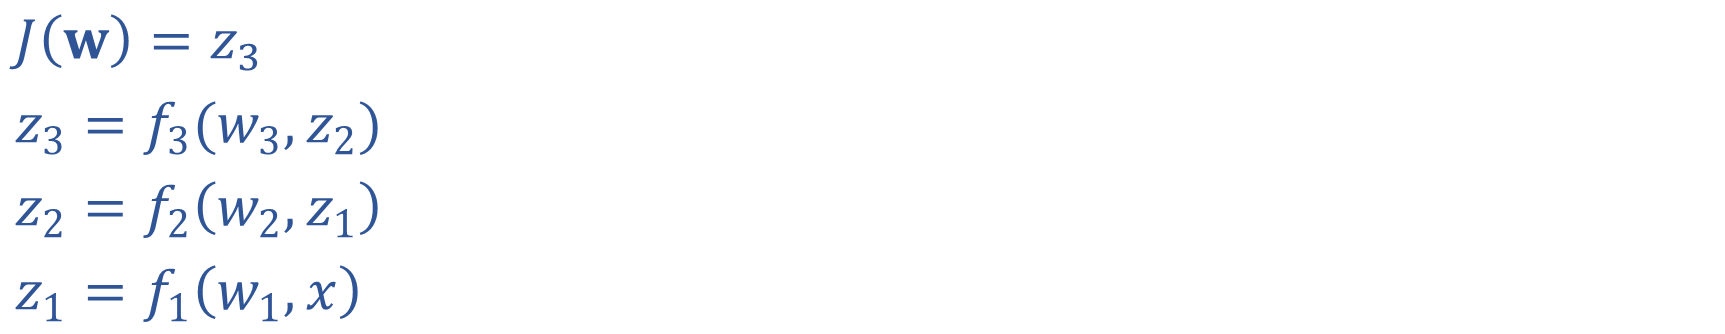 J(w) = z₃
z₃ = f₃(w₃, z₂)
z₂ = f₂(w₂, z₁)
z₁ = f₁(w₁, x)